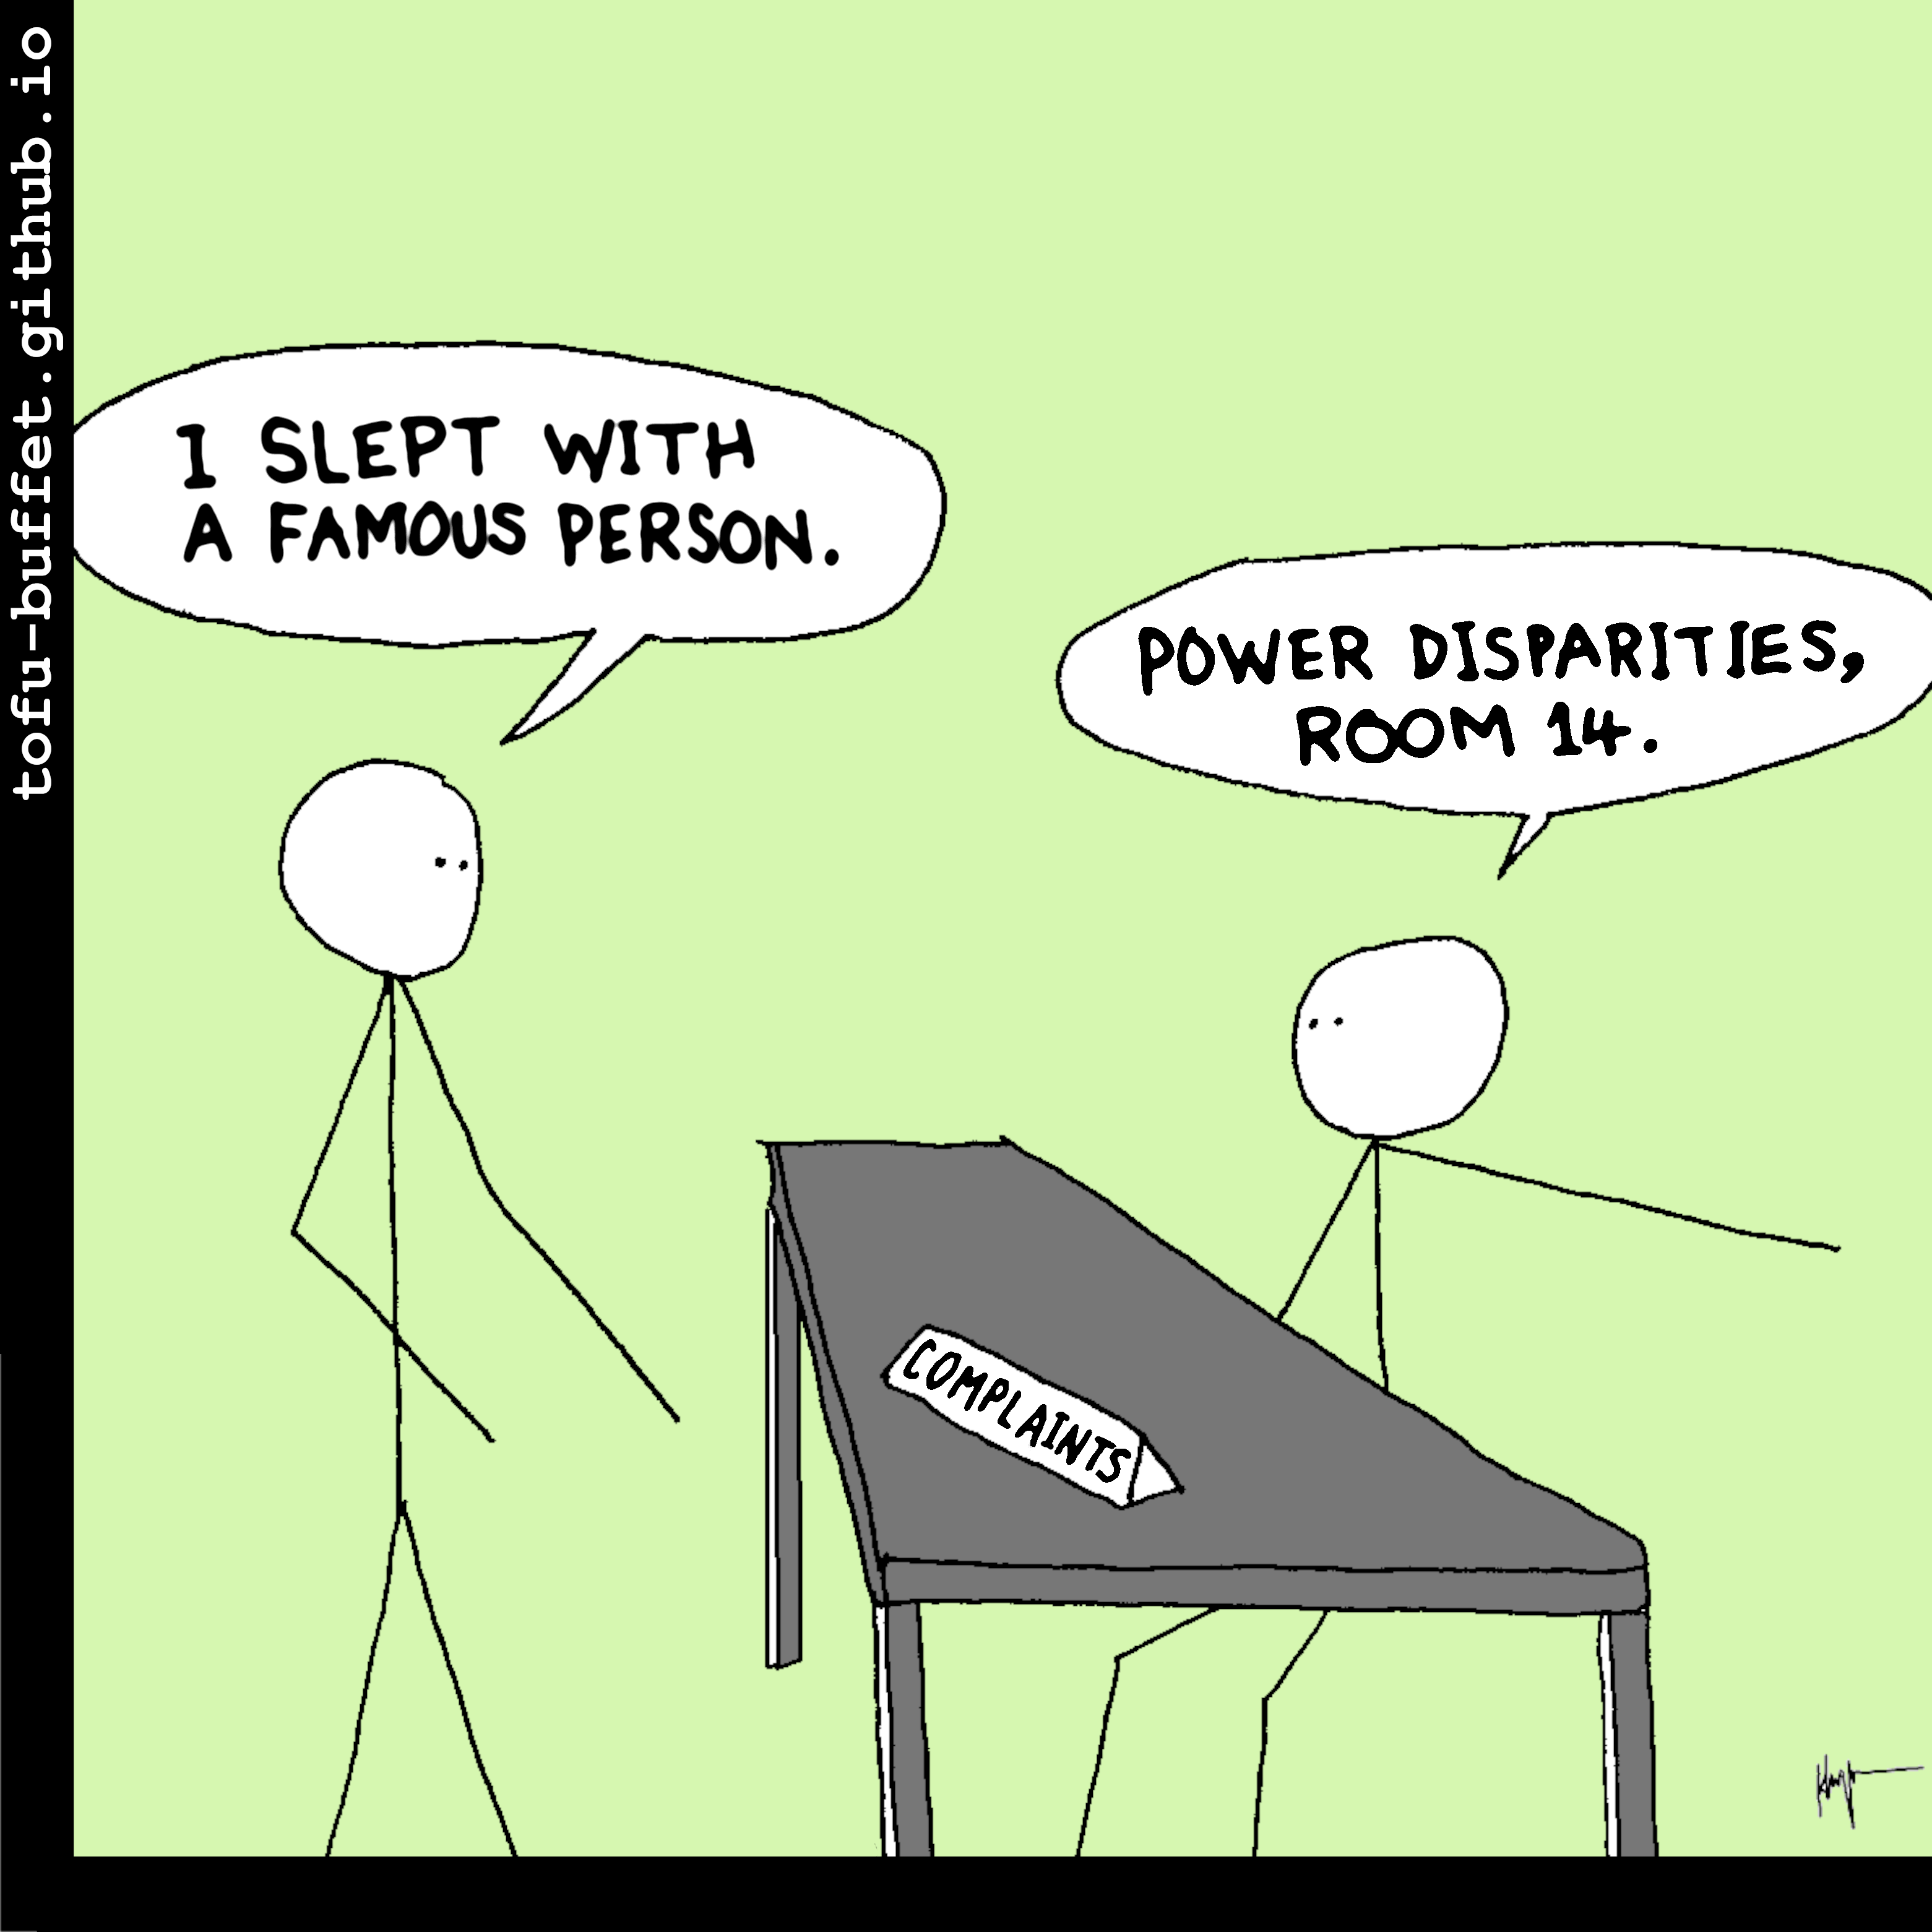 tofu-buffet.github.io
I SLEPT WITH
A FAMOUS PERSON.
POWER DISPARITIES,
ROOM 14.
COMPLAINTS